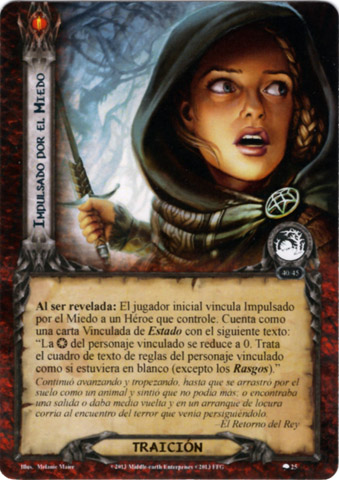 IMPULSADO POR EL MIEDO
40/45
Al ser revelada: El jugador inicial vincula Impulsado
por el Miedo a un Héroe que controle. Cuenta como
una carta Vinculada de Estado con el siguiente texto:
"La del personaje vinculado se reduce a 0. Trata
el cuadro de texto de reglas del personaje vinculado
como si estuviera en blanco (excepto los Rasgos)."
Continuó avanzando y tropezando, hasta que se arrastró por el
suelo como un animal y sintió que no podía más: o encontraba
una salida o daba media vuelta y en un arranque de locura
corría al encuentro del terror que venía persiguiéndolo.
–El Retorno del Rey
TRAICIÓN
Illus. Melanie Maier
©2013 Middle-earth Enterprises ©2013 FFG
25